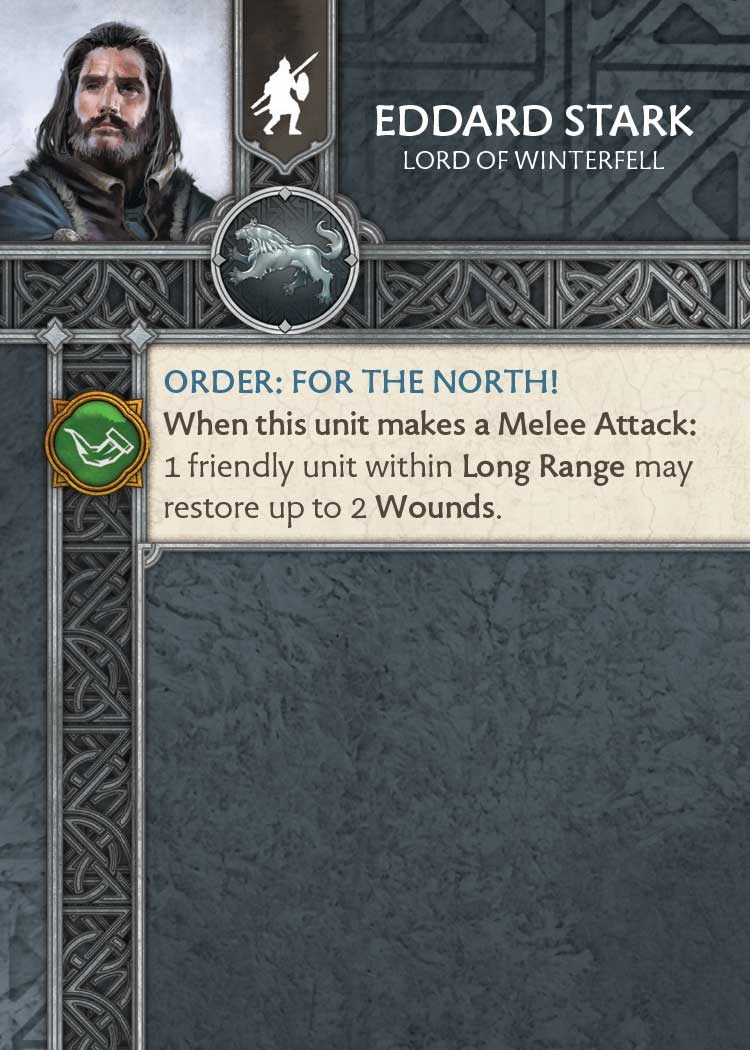 EDDARD STARK
LORD OF WINTERFELL
ORDER: FOR THE NORTH!
When this unit makes a Melee Attack:
1 friendly unit within Long Range may
restore up to 2 Wounds.